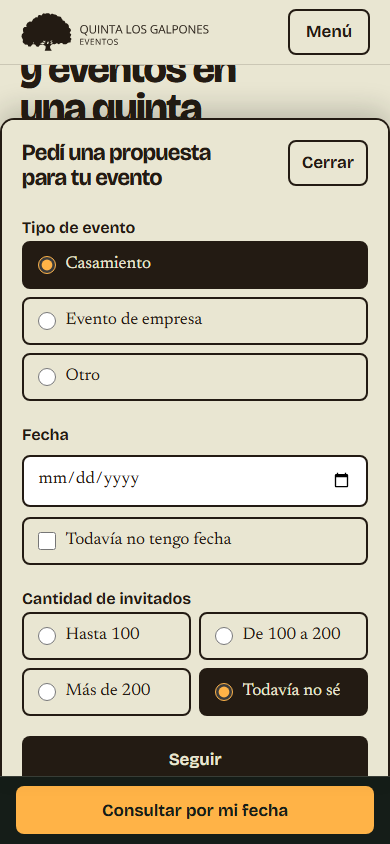 QUINTA LOS GALPONES
EVENTOS
Menú
y eventos en
una quinta
Pedí una propuesta
para tu evento
Cerrar
Tipo de evento
Casamiento
Evento de empresa
Otro
Fecha
mm/dd/yyyy
Todavía no tengo fecha
Cantidad de invitados
Hasta 100
De 100 a 200
Más de 200
Todavía no sé
Seguir
Consultar por mi fecha